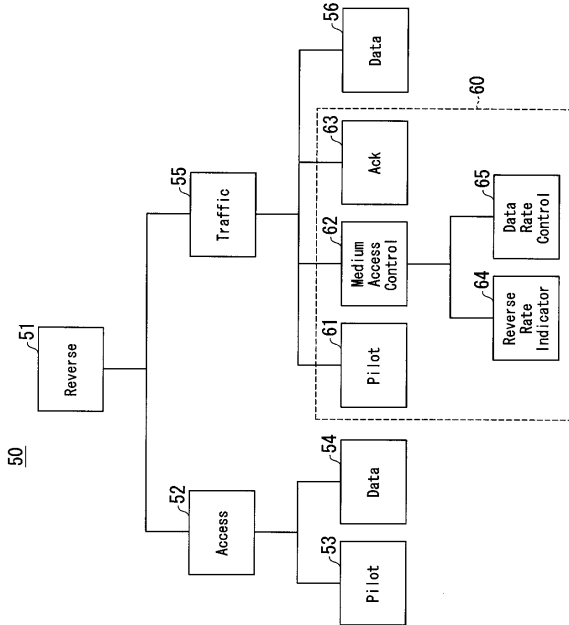 50
51
Reverse
52
Access
55
Traffic
53
Pilot
54
Data
61
Pilot
62
Medium
Access
Control
63
Ack
56
Data
60
64
Reverse
Rate
Indicator
65
Data
Rate
Control